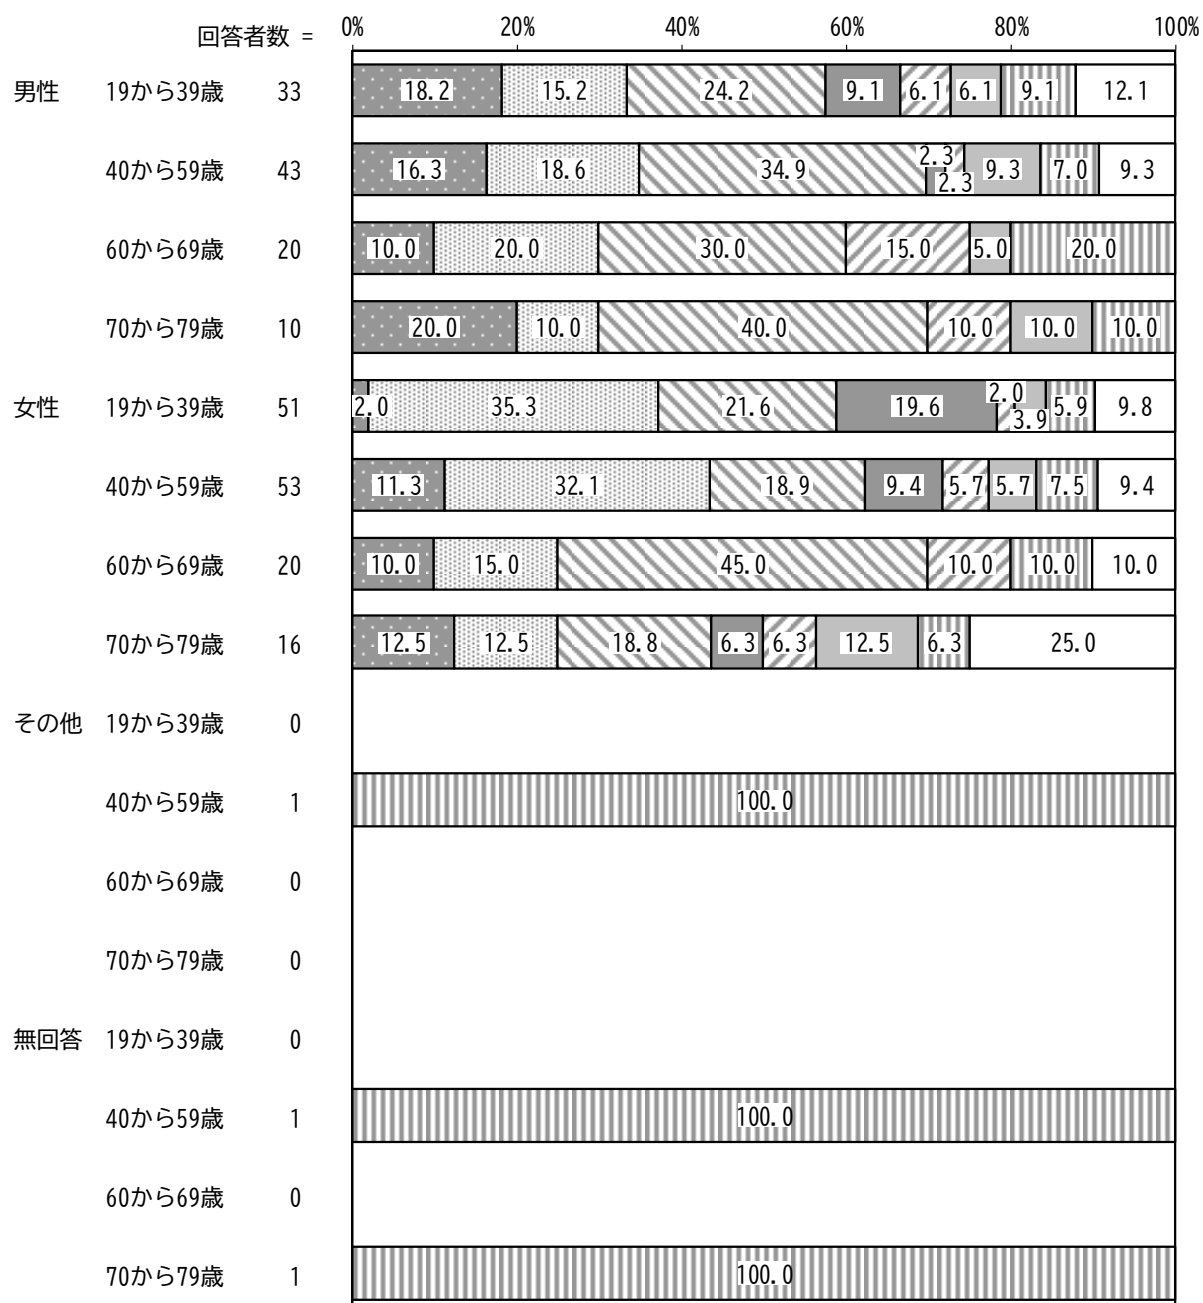 0% 20% 40% 60% 80% 100%
回答者数 =
男性 19から39歳 33 18.2 15.2 24.2 9.1 6.1 6.1 9.1 12.1
40から59歳 43 16.3 18.6 34.9 2.3 2.3 9.3 7.0 9.3
60から69歳 20 10.0 20.0 30.0 15.0 5.0 20.0
70から79歳 10 20.0 10.0 40.0 10.0 10.0 10.0
女性 19から39歳 51 2.0 35.3 21.6 19.6 2.0 3.9 5.9 9.8
40から59歳 53 11.3 32.1 18.9 9.4 5.7 5.7 7.5 9.4
60から69歳 20 10.0 15.0 45.0 10.0 10.0 10.0
70から79歳 16 12.5 12.5 18.8 6.3 6.3 12.5 6.3 25.0
その他 19から39歳 0
40から59歳 1 100.0
60から69歳 0
70から79歳 0
無回答 19から39歳 0
40から59歳 1 100.0
60から69歳 0
70から79歳 1 100.0